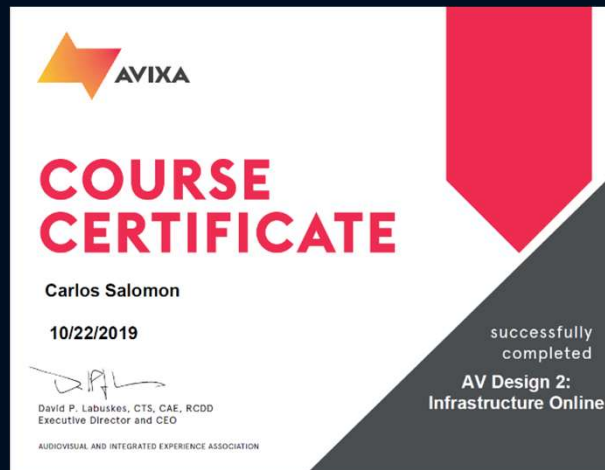 AVIXA
COURSE
CERTIFICATE
Carlos Salomon
10/22/2019
David P. Labuskes, CTS, CAE, RCDD
Executive Director and CEO
AUDIOVISUAL AND INTEGRATED EXPERIENCE ASSOCIATION
successfully
completed
AV Design 2:
Infrastructure Online